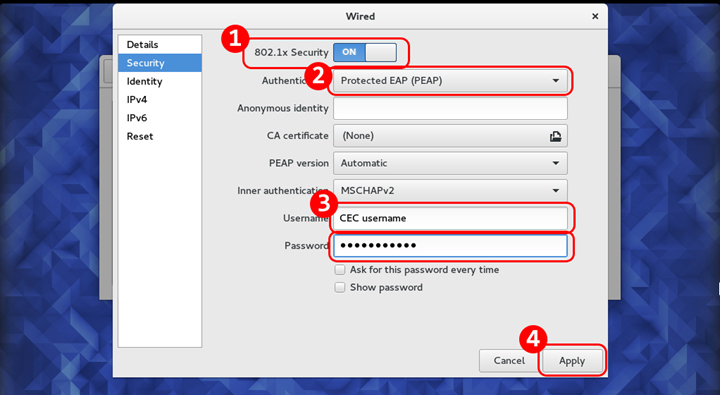 Wired
Details
Security
Identity
IPv4
IPv6
Reset
1
802.1x Security ON
2
Protected EAP (PEAP)
Anonymous identity
CA certificate (None)
PEAP version Automatic
Inner authentication MSCHAPv2
3
Username CEC username
Password •••••••••••
Ask for this password every time
Show password
4
Cancel Apply